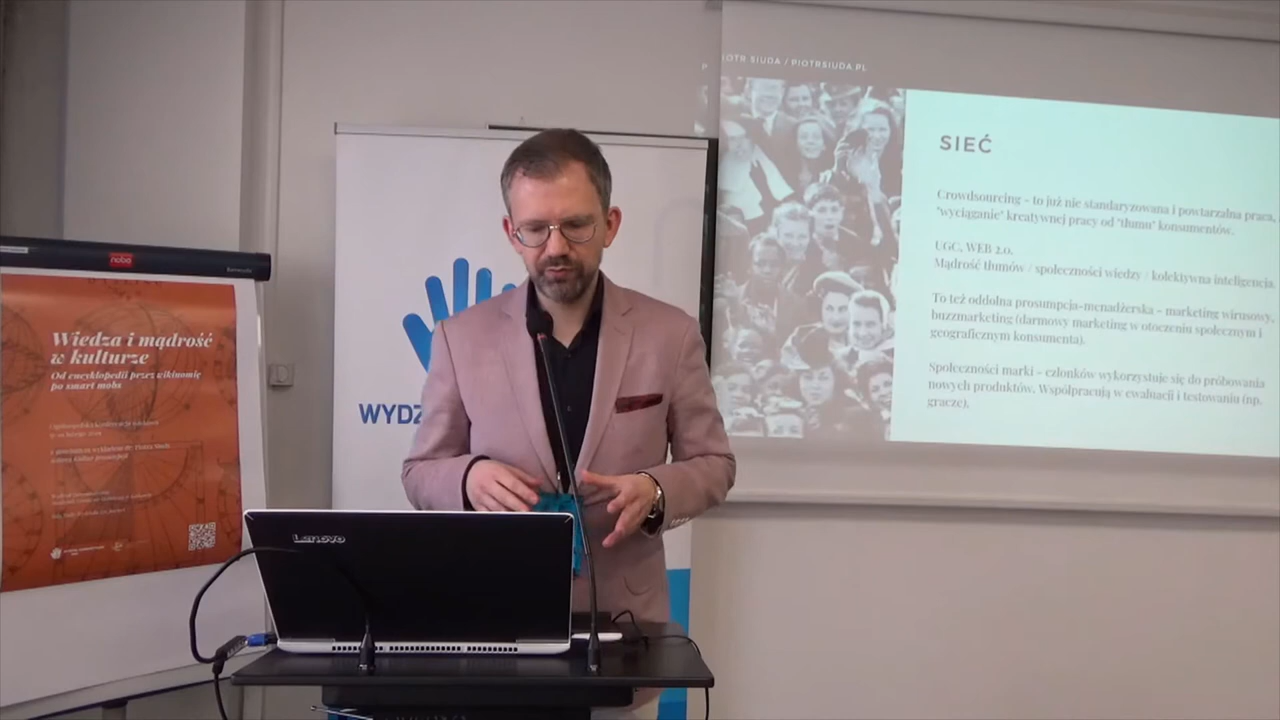 IOTR SIUDA / PIOTRSIUDA.PL
SIEĆ
Crowdsourcing – to już nie standaryzowana i powtarzalna praca,
"wyciąganie" kreatywnej pracy od "tłumu" konsumentów.
UGC, WEB 2.0.
Mądrość tłumów / społeczności wiedzy / kolektywna inteligencja.
To też oddolna prosumpcja-menadżerska – marketing wirusowy,
buzzmarketing (darmowy marketing w otoczeniu społecznym i
geograficznym konsumenta).
Społeczności marki – członków wykorzystuje się do próbowania
nowych produktów. Współpracują w ewaluacji i testowaniu (np.
gracze).
WYDZ
nobo
Wiedza i mądrość
w kulturze
Od encyklopedii przez wikinomię
po smart mobs
Lenovo